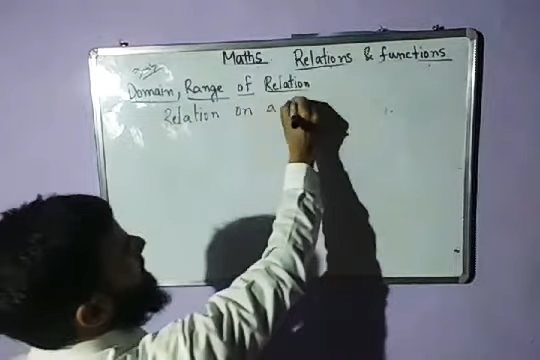 Maths Relations & functions
Domain, Range of Relation
Relation on a